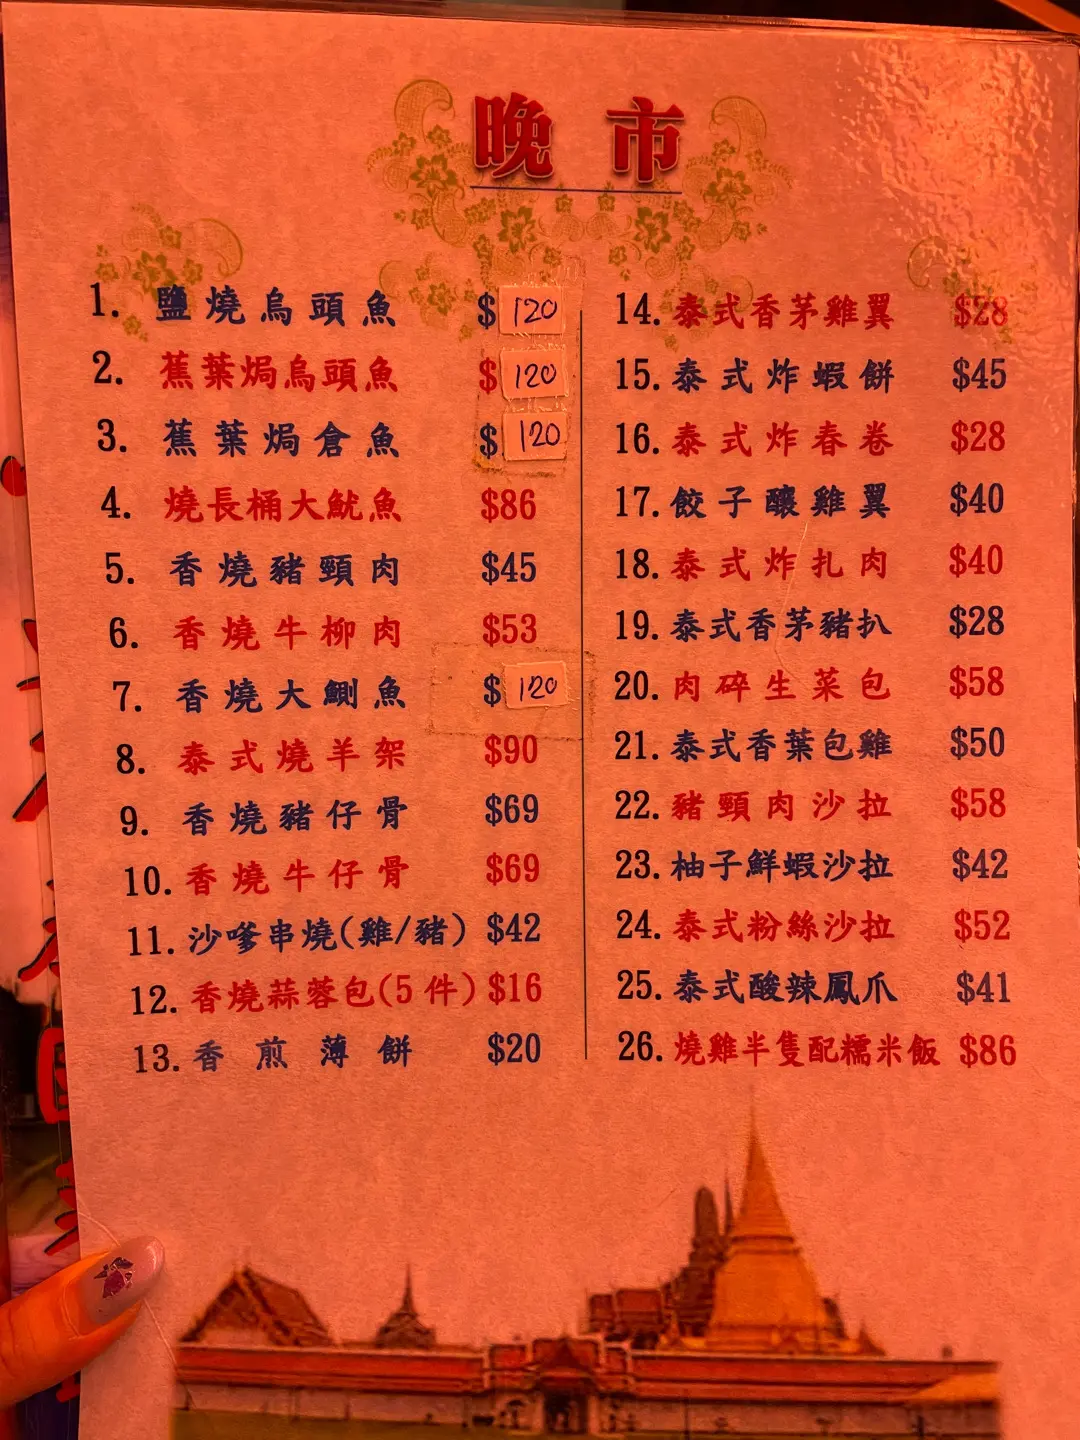 晚市
1. 鹽燒烏頭魚 $120
2. 蕉葉焗烏頭魚 $120
3. 蕉葉焗倉魚 $120
4. 燒長桶大魷魚 $86
5. 香燒豬頸肉 $45
6. 香燒牛柳肉 $53
7. 香燒大鰂魚 $120
8. 泰式燒羊架 $90
9. 香燒豬仔骨 $69
10. 香燒牛仔骨 $69
11. 沙嗲串燒(雞/豬) $42
12. 香燒蒜蓉包(5件) $16
13. 香煎薄餅 $20
14. 泰式香茅雞翼 $28
15. 泰式炸蝦餅 $45
16. 泰式炸春卷 $28
17. 餃子釀雞翼 $40
18. 泰式炸扎肉 $40
19. 泰式香茅豬扒 $28
20. 肉碎生菜包 $58
21. 泰式香葉包雞 $50
22. 豬頸肉沙拉 $58
23. 柚子鮮蝦沙拉 $42
24. 泰式粉絲沙拉 $52
25. 泰式酸辣鳳爪 $41
26. 燒雞半隻配糯米飯 $86